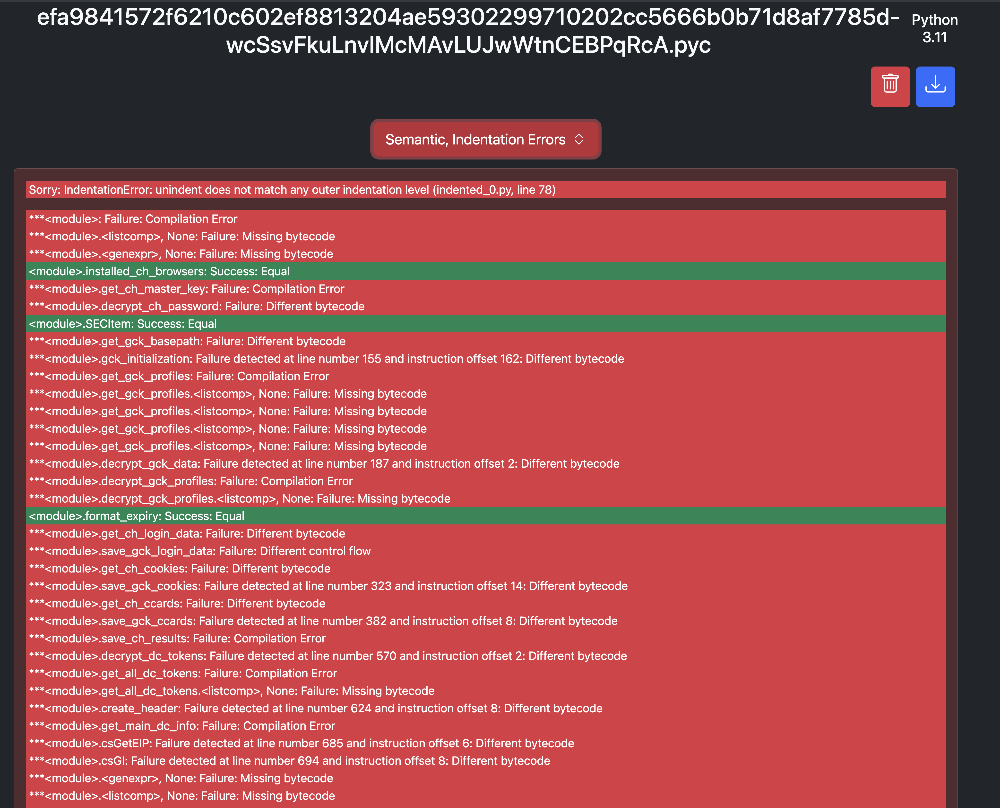 efa9841572f6210c602ef8813204ae59302299710202cc5666b0b71d8af7785d-
wcSsvFkuLnvlMcMAvLUJwWtnCEBPqRcA.pyc
Python
3.11
Semantic, Indentation Errors
Sorry: IndentationError: unindent does not match any outer indentation level (indented_0.py, line 78)
***<module>: Failure: Compilation Error
***<module>.<listcomp>, None: Failure: Missing bytecode
***<module>.<genexpr>, None: Failure: Missing bytecode
<module>.installed_ch_browsers: Success: Equal
***<module>.get_ch_master_key: Failure: Compilation Error
***<module>.decrypt_ch_password: Failure: Different bytecode
<module>.SECItem: Success: Equal
***<module>.get_gck_basepath: Failure: Different bytecode
***<module>.gck_initialization: Failure detected at line number 155 and instruction offset 162: Different bytecode
***<module>.get_gck_profiles: Failure: Compilation Error
***<module>.get_gck_profiles.<listcomp>, None: Failure: Missing bytecode
***<module>.get_gck_profiles.<listcomp>, None: Failure: Missing bytecode
***<module>.get_gck_profiles.<listcomp>, None: Failure: Missing bytecode
***<module>.get_gck_profiles.<listcomp>, None: Failure: Missing bytecode
***<module>.decrypt_gck_data: Failure detected at line number 187 and instruction offset 2: Different bytecode
***<module>.decrypt_gck_profiles: Failure: Compilation Error
***<module>.decrypt_gck_profiles.<listcomp>, None: Failure: Missing bytecode
<module>.format_expiry: Success: Equal
***<module>.get_ch_login_data: Failure: Different bytecode
***<module>.save_gck_login_data: Failure: Different control flow
***<module>.get_ch_cookies: Failure: Different bytecode
***<module>.save_gck_cookies: Failure detected at line number 323 and instruction offset 14: Different bytecode
***<module>.get_ch_ccards: Failure: Different bytecode
***<module>.save_gck_ccards: Failure detected at line number 382 and instruction offset 8: Different bytecode
***<module>.save_ch_results: Failure: Compilation Error
***<module>.decrypt_dc_tokens: Failure detected at line number 570 and instruction offset 2: Different bytecode
***<module>.get_all_dc_tokens: Failure: Compilation Error
***<module>.get_all_dc_tokens.<listcomp>, None: Failure: Missing bytecode
***<module>.create_header: Failure detected at line number 624 and instruction offset 8: Different bytecode
***<module>.get_main_dc_info: Failure: Compilation Error
***<module>.csGetEIP: Failure detected at line number 685 and instruction offset 6: Different bytecode
***<module>.csGI: Failure detected at line number 694 and instruction offset 8: Different bytecode
***<module>.<genexpr>, None: Failure: Missing bytecode
***<module>.<listcomp>, None: Failure: Missing bytecode